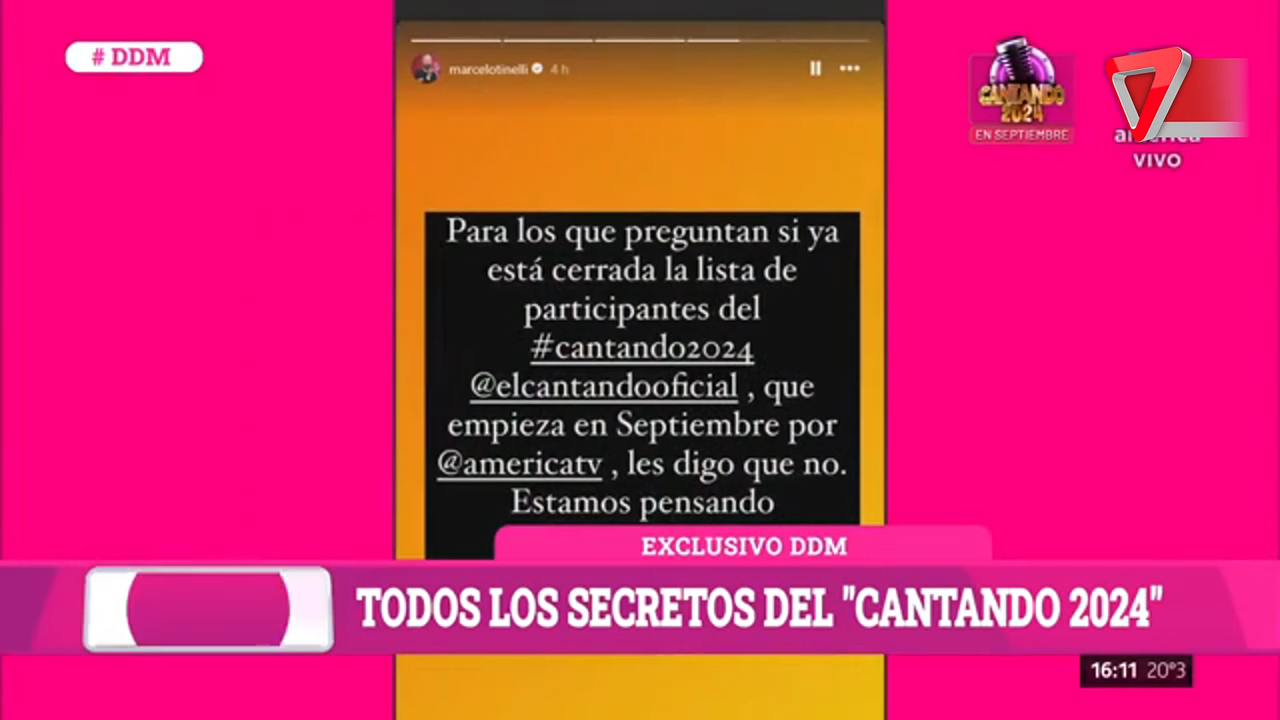 # DDM
marcelotinelli 4 h
CANTANDO
2024
EN SEPTIEMBRE
VIVO
Para los que preguntan si ya
está cerrada la lista de
participantes del
#cantando2024
@elcantandooficial , que
empieza en Septiembre por
@americatv , les digo que no.
Estamos pensando
EXCLUSIVO DDM
TODOS LOS SECRETOS DEL "CANTANDO 2024"
16:11 20°3